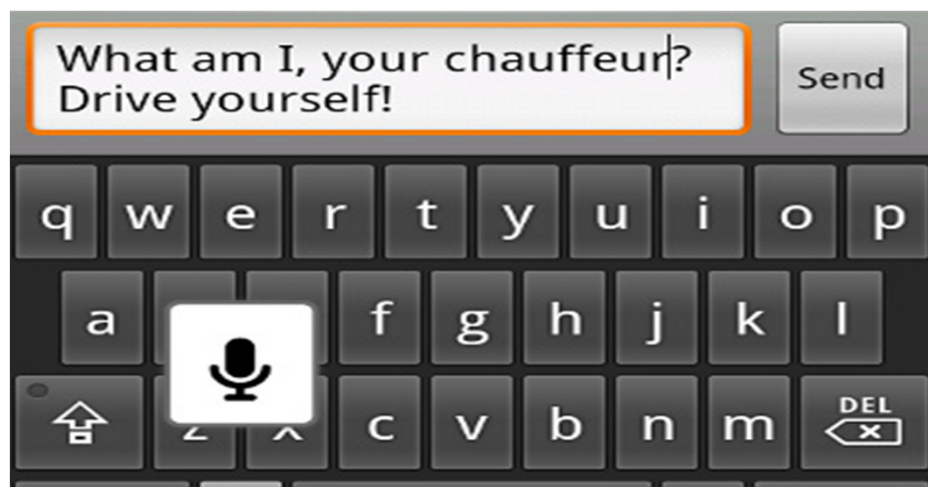 What am I, your chauffeur?
Drive yourself!
Send
q w e r t y u i o p
a f g h j k l
DEL
z x c v b n m